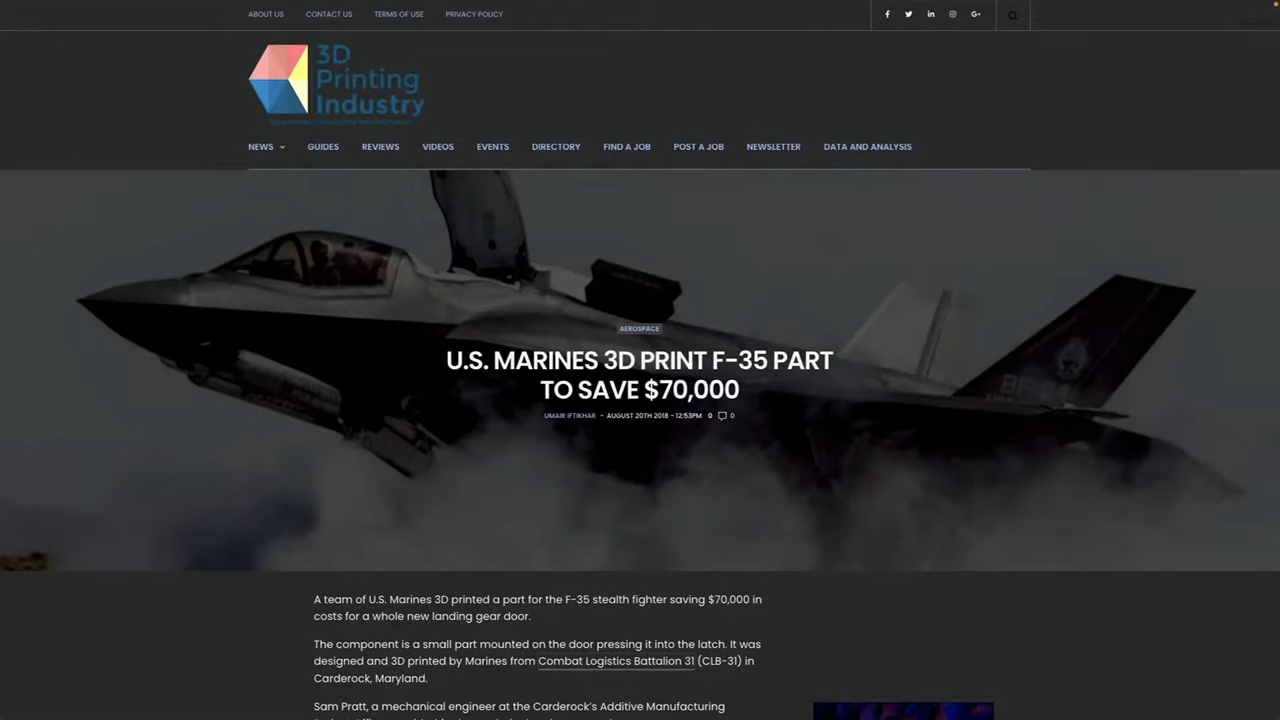 ABOUT US CONTACT US TERMS OF USE PRIVACY POLICY
3D
Printing
Industry
NEWS GUIDES REVIEWS VIDEOS EVENTS DIRECTORY FIND A JOB POST A JOB NEWSLETTER DATA AND ANALYSIS
AEROSPACE
U.S. MARINES 3D PRINT F-35 PART
TO SAVE $70,000
UMAIR IFTIKHAR - AUGUST 20TH 2018 - 12:53PM 0 0
A team of U.S. Marines 3D printed a part for the F-35 stealth fighter saving $70,000 in
costs for a whole new landing gear door.
The component is a small part mounted on the door pressing it into the latch. It was
designed and 3D printed by Marines from Combat Logistics Battalion 31 (CLB-31) in
Carderock, Maryland.
Sam Pratt, a mechanical engineer at the Carderock's Additive Manufacturing